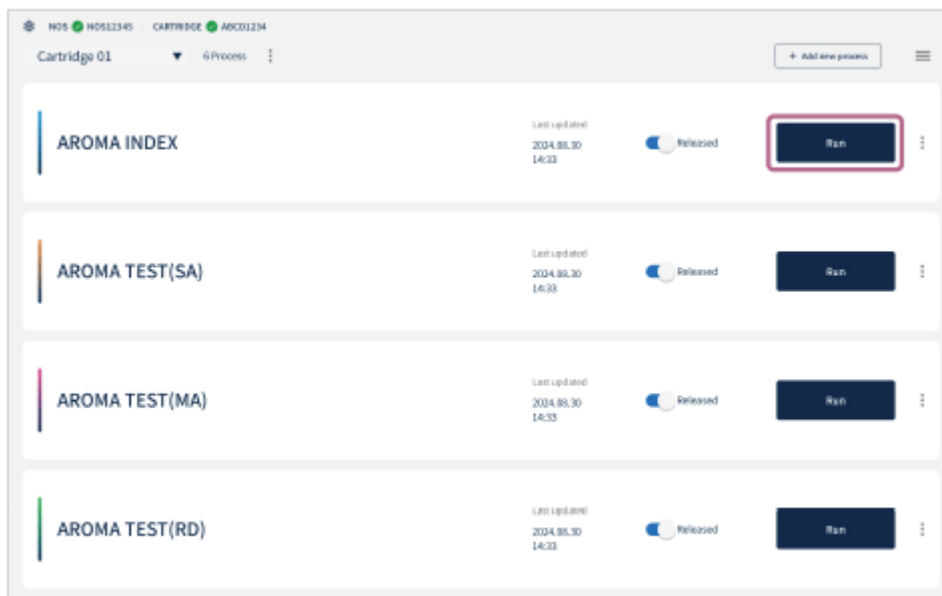 NOS NOS12345 CARTRIDGE ABCD1234
Cartridge 01 6 Process + Add new process
AROMA INDEX
Last updated
2024.08.30
14:33
Released
Run
AROMA TEST(SA)
Last updated
2024.08.30
14:33
Released
Run
AROMA TEST(MA)
Last updated
2024.08.30
14:33
Released
Run
AROMA TEST(RD)
Last updated
2024.08.30
14:33
Released
Run